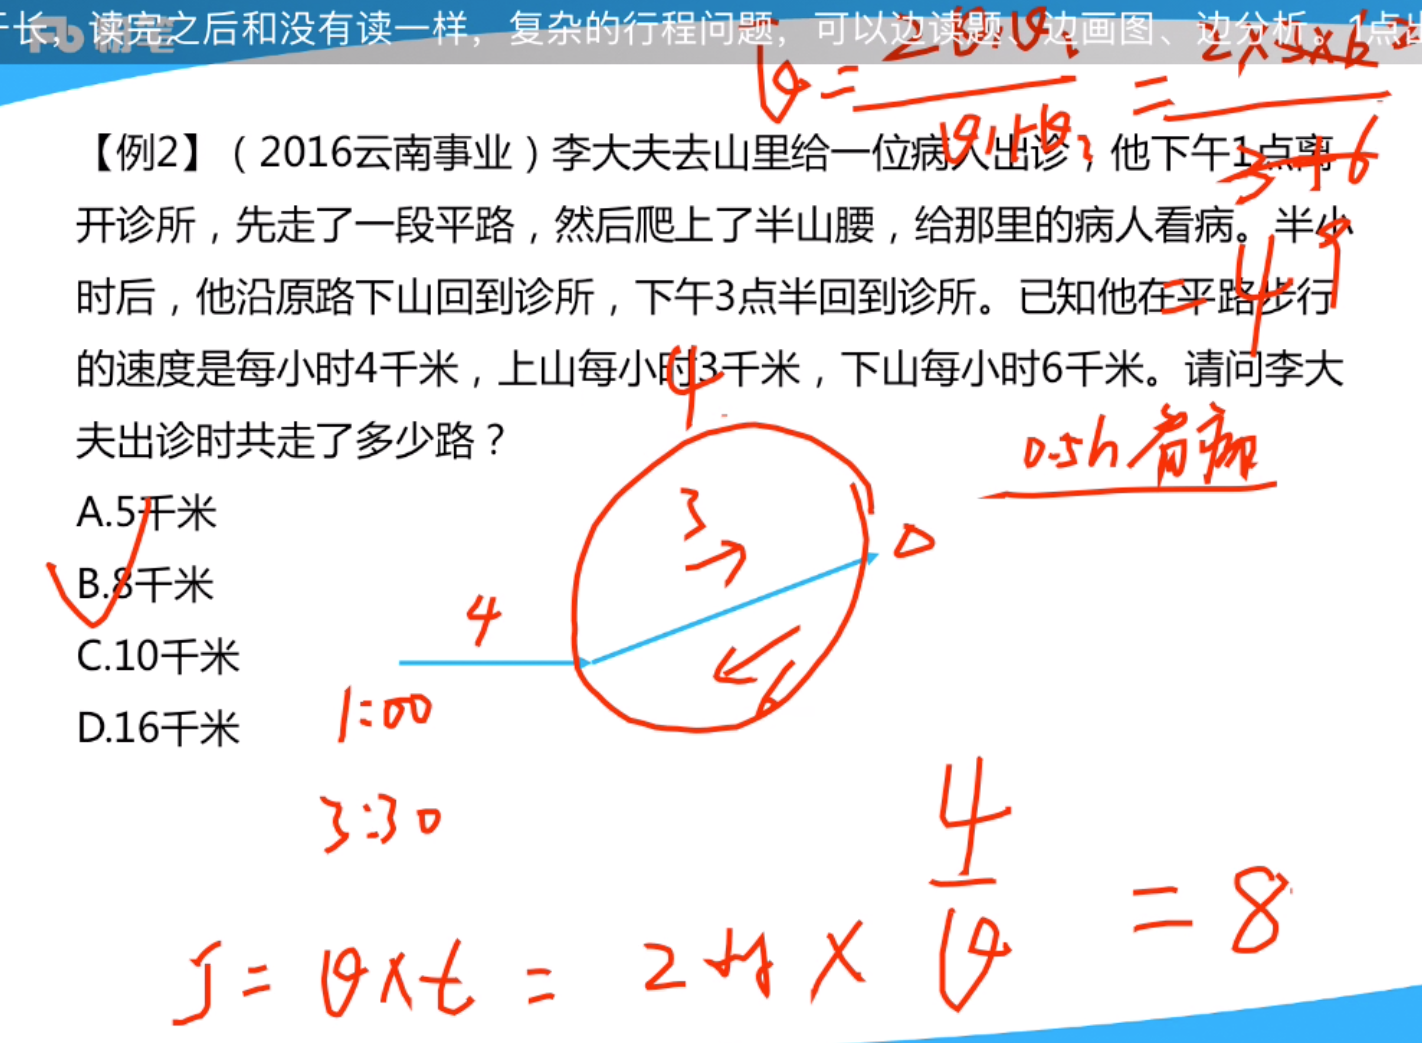 长，读完之后和没有读一样，复杂的行程问题，可以边读题、边画图、边分析。1点出
粉笔
v = 2v₁v₂ / v₁+v₂ = 2×3×6 / 3+6
= 4
【例2】（2016云南事业）李大夫去山里给一位病人出诊，他下午1点离
开诊所，先走了一段平路，然后爬上了半山腰，给那里的病人看病。半小
时后，他沿原路下山回到诊所，下午3点半回到诊所。已知他在平路步行
的速度是每小时4千米，上山每小时3千米，下山每小时6千米。请问李大
夫出诊时共走了多少路？
4
0.5h看病
A.5千米
3
B.8千米
4
C.10千米
6
1:00
D.16千米
3:30
= v×t = 2 × 4 / v = 8